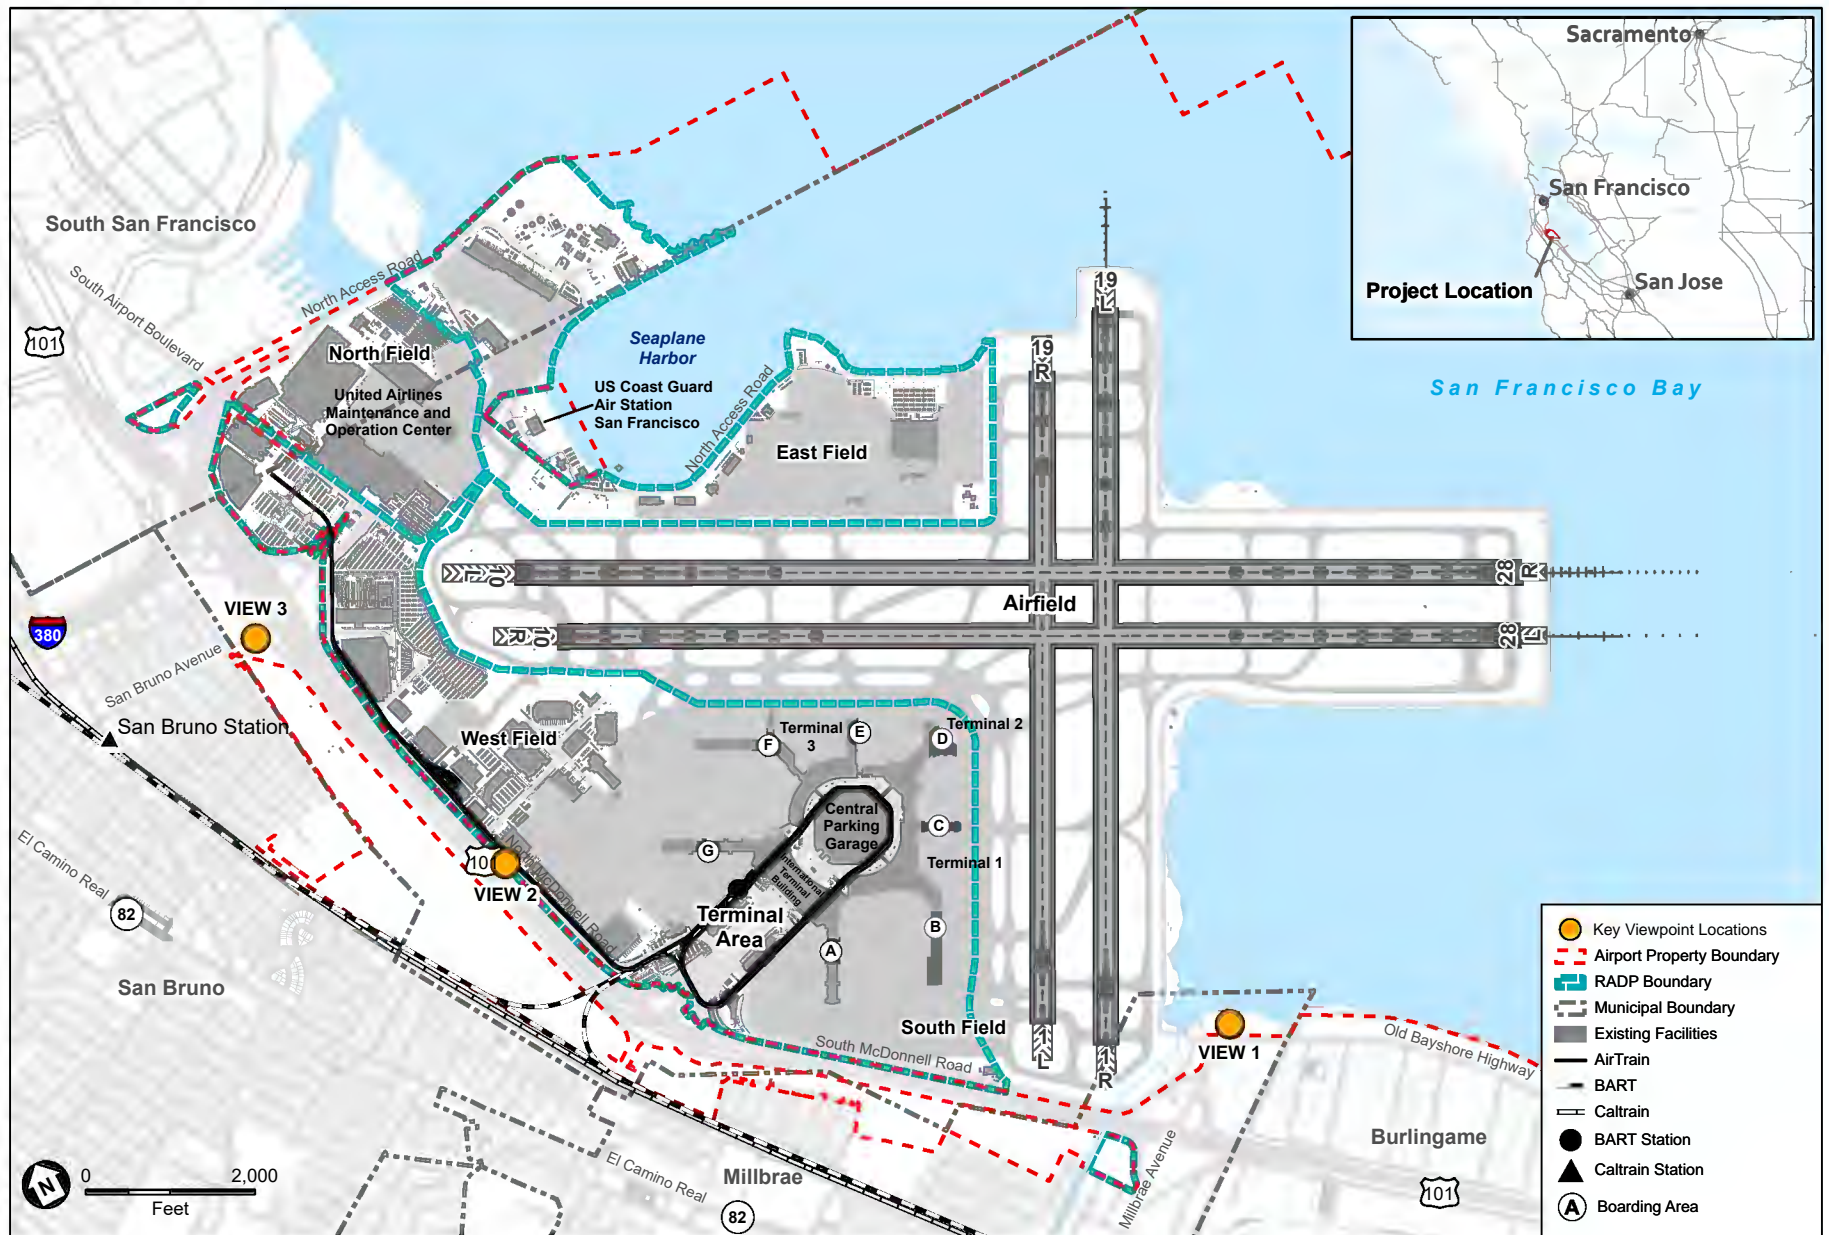 Sacramento
San Francisco
San Jose
Project Location
South San Francisco
South Airport Boulevard
North Access Road
101
North Field
United Airlines
Maintenance and
Operation Center
Seaplane
Harbor
US Coast Guard
Air Station
San Francisco
North Access Road
East Field
San Francisco Bay
19
L
19
R
10
L
28
R
Airfield
10
R
28
L
VIEW 3
380
San Bruno Avenue
San Bruno Station
West Field
Terminal
3
Terminal 2
F
E
D
Central
Parking
Garage
C
G
Terminal 1
International
Terminal
Building
101
VIEW 2
North McDonnell Road
Terminal
Area
B
A
El Camino Real
82
San Bruno
South Field
South McDonnell Road
1
L
1
R
VIEW 1
Old Bayshore Highway
Burlingame
101
Millbrae Avenue
Millbrae
El Camino Real
82
N
0 2,000
Feet
Key Viewpoint Locations
Airport Property Boundary
RADP Boundary
Municipal Boundary
Existing Facilities
AirTrain
BART
Caltrain
BART Station
Caltrain Station
A Boarding Area